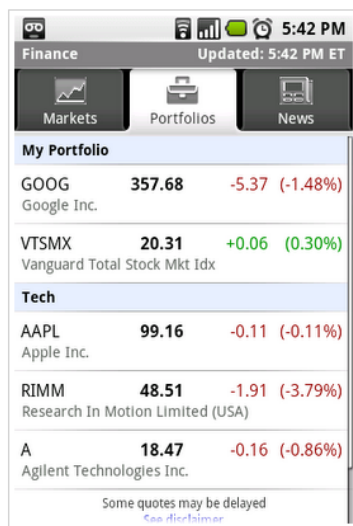 5:42 PM
Finance Updated: 5:42 PM ET
Markets Portfolios News
My Portfolio
GOOG 357.68 -5.37 (-1.48%)
Google Inc.
VTSMX 20.31 +0.06 (0.30%)
Vanguard Total Stock Mkt Idx
Tech
AAPL 99.16 -0.11 (-0.11%)
Apple Inc.
RIMM 48.51 -1.91 (-3.79%)
Research In Motion Limited (USA)
A 18.47 -0.16 (-0.86%)
Agilent Technologies Inc.
Some quotes may be delayed
See disclaimer